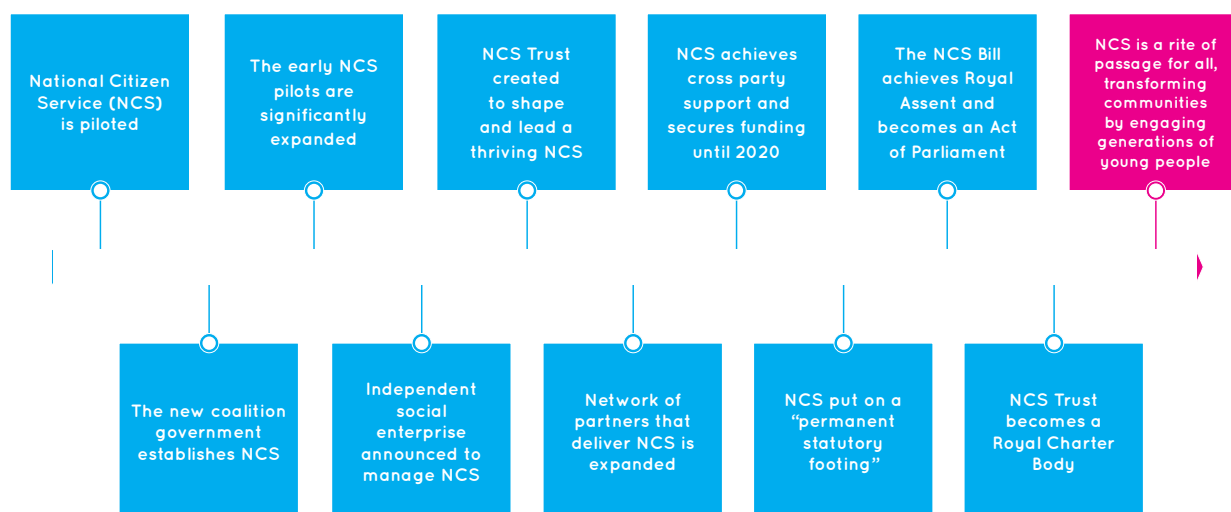 National Citizen
Service (NCS)
is piloted
The early NCS
pilots are
significantly
expanded
NCS Trust
created
to shape
and lead a
thriving NCS
NCS achieves
cross party
support and
secures funding
until 2020
The NCS Bill
achieves Royal
Assent and
becomes an Act
of Parliament
NCS is a rite of
passage for all,
transforming
communities
by engaging
generations of
young people
The new coalition
government
establishes NCS
Independent
social
enterprise
announced to
manage NCS
Network of
partners that
deliver NCS is
expanded
NCS put on a
“permanent
statutory
footing”
NCS Trust
becomes a
Royal Charter
Body